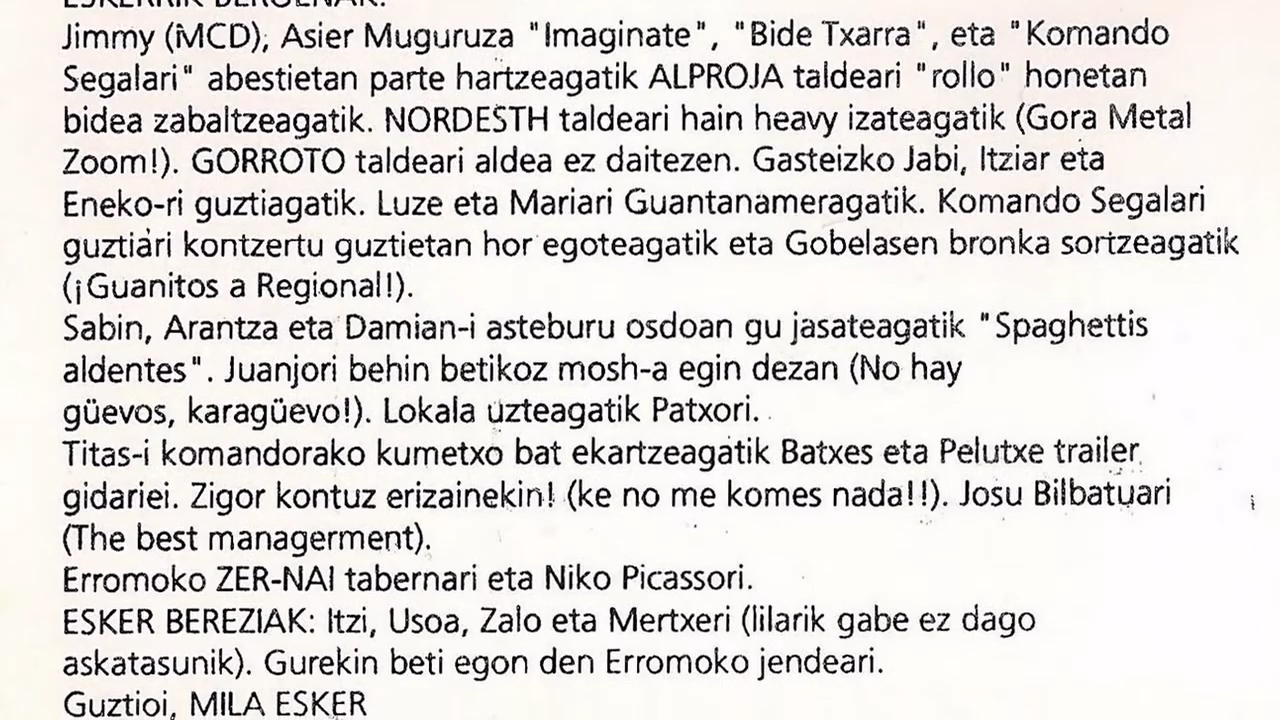 ESKERRIK BEROENAK:
Jimmy (MCD), Asier Muguruza "Imaginate", "Bide Txarra", eta "Komando
Segalari" abestietan parte hartzeagatik ALPROJA taldeari "rollo" honetan
bidea zabaltzeagatik. NORDESTH taldeari hain heavy izateagatik (Gora Metal
Zoom!). GORROTO taldeari aldea ez daitezen. Gasteizko Jabi, Itziar eta
Eneko-ri guztiagatik. Luze eta Mariari Guantanameragatik. Komando Segalari
guztiari kontzertu guztietan hor egoteagatik eta Gobelasen bronka sortzeagatik
(¡Guanitos a Regional!).
Sabin, Arantza eta Damian-i asteburu osdoan gu jasateagatik "Spaghettis
aldentes". Juanjori behin betikoz mosh-a egin dezan (No hay
güevos, karagüevo!). Lokala uzteagatik Patxori.
Titas-i komandorako kumetxo bat ekartzeagatik Batxes eta Pelutxe trailer
gidariei. Zigor kontuz erizainekin! (ke no me komes nada!!). Josu Bilbatuari
(The best managerment).
Erromoko ZER-NAI tabernari eta Niko Picassori.
ESKER BEREZIAK: Itzi, Usoa, Zalo eta Mertxeri (lilarik gabe ez dago
askatasunik). Gurekin beti egon den Erromoko jendeari.
Guztioi, MILA ESKER